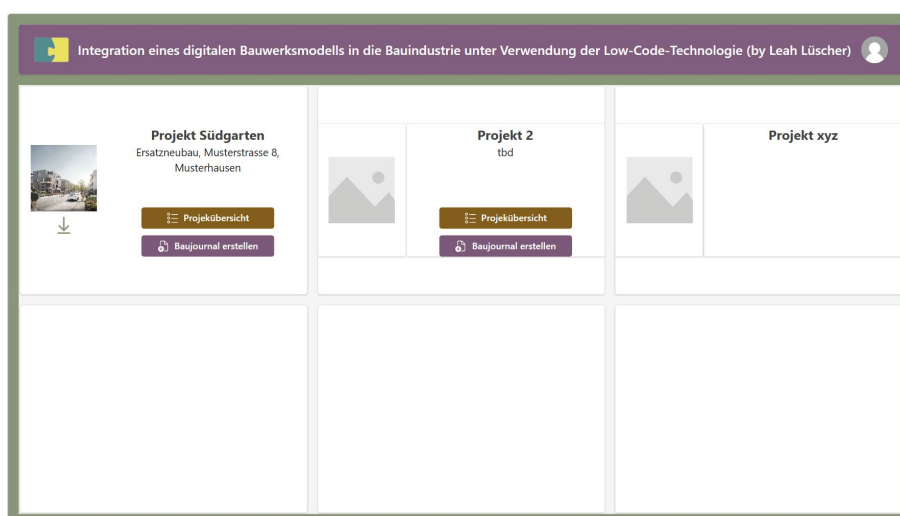 Integration eines digitalen Bauwerksmodells in die Bauindustrie unter Verwendung der Low-Code-Technologie (by Leah Lüscher)
Projekt Südgarten
Ersatzneubau, Musterstrasse 8,
Musterhausen
Projekübersicht
Baujournal erstellen
Projekt 2
tbd
Projekübersicht
Baujournal erstellen
Projekt xyz